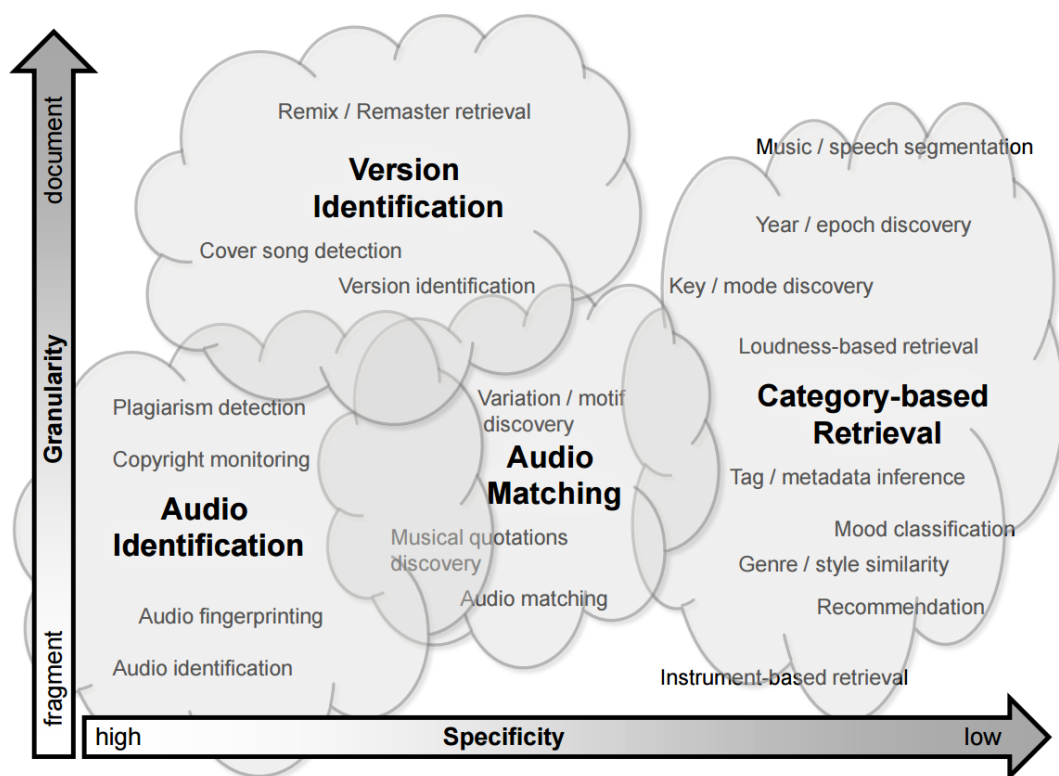 document
Granularity
fragment
Remix / Remaster retrieval
Version
Identification
Cover song detection
Version identification
Music / speech segmentation
Year / epoch discovery
Key / mode discovery
Loudness-based retrieval
Category-based
Retrieval
Tag / metadata inference
Mood classification
Genre / style similarity
Recommendation
Instrument-based retrieval
Variation / motif
discovery
Audio
Matching
Musical quotations
discovery
Audio matching
Plagiarism detection
Copyright monitoring
Audio
Identification
Audio fingerprinting
Audio identification
high
Specificity
low